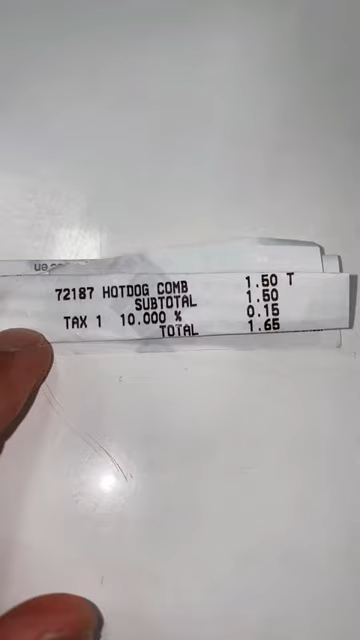 72187 HOTDOG COMB 1.50 T
SUBTOTAL 1.50
TAX 1 10.000 % 0.15
TOTAL 1.65